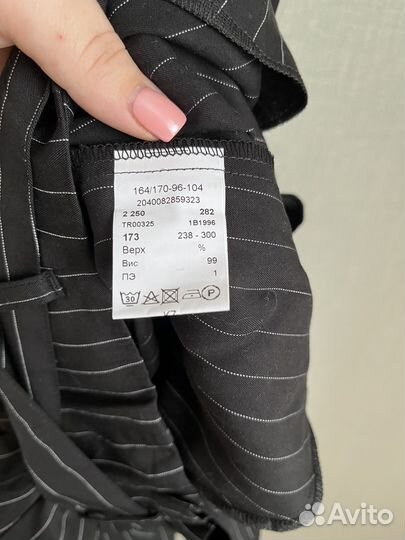 164/170-96-104
2040082859323
2 250 282
TR00325 1B1996
173 238 - 300
Верх %
Вис 99
ПЭ 1
30 P
Avito